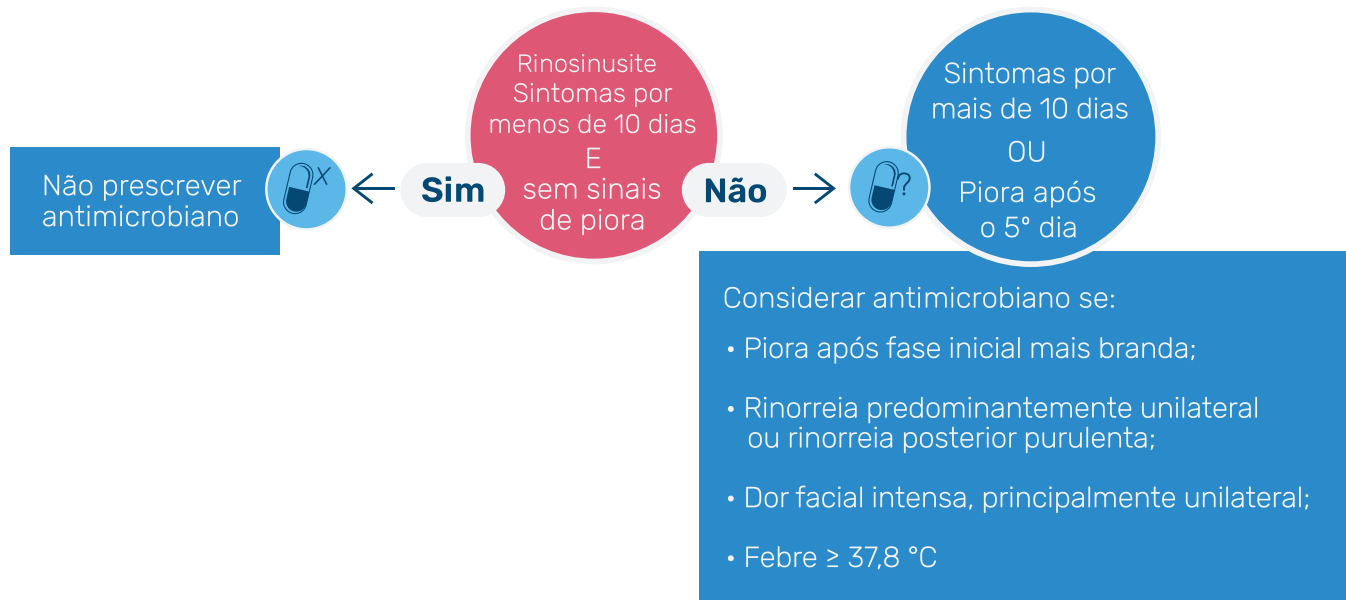 Rinosinusite
Sintomas por
menos de 10 dias
E
sem sinais
de piora
Sim
X
Não prescrever
antimicrobiano
Não
?
Sintomas por
mais de 10 dias
OU
Piora após
o 5° dia
Considerar antimicrobiano se:
• Piora após fase inicial mais branda;
• Rinorreia predominantemente unilateral
ou rinorreia posterior purulenta;
• Dor facial intensa, principalmente unilateral;
• Febre ≥ 37,8 °C